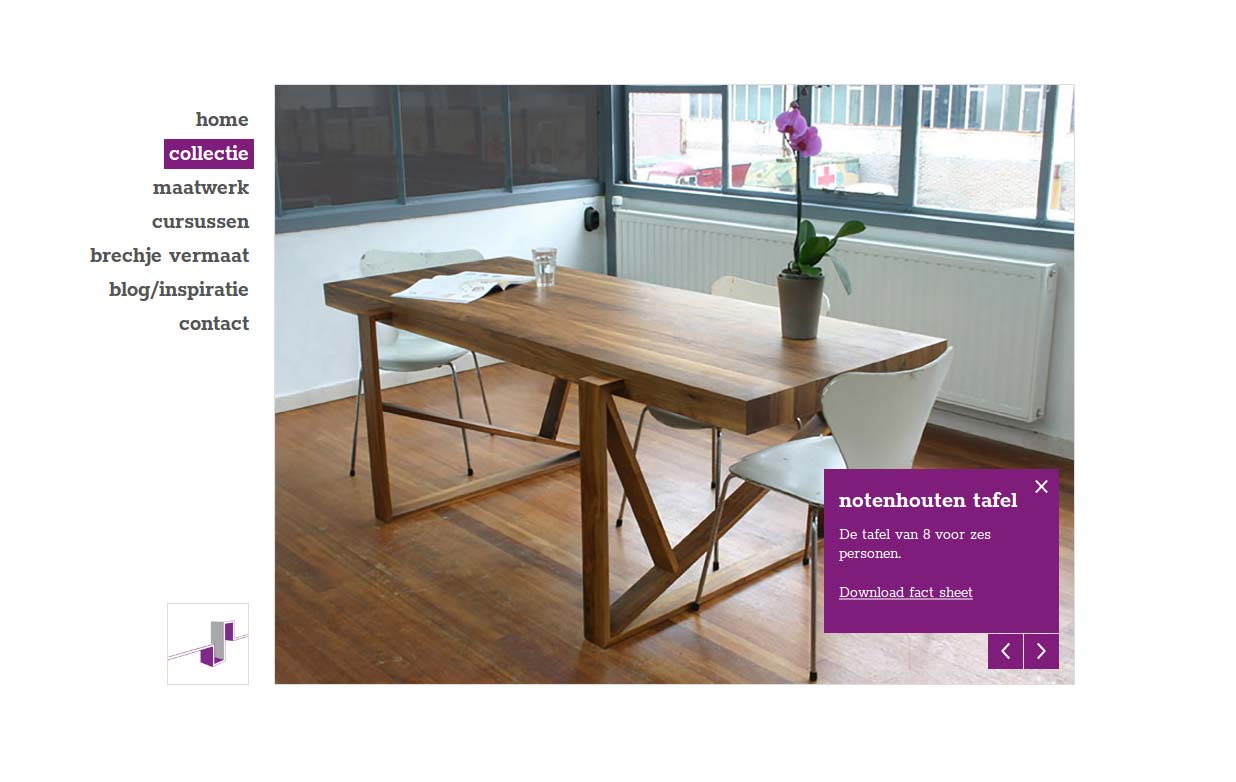 home
collectie
maatwerk
cursussen
brechje vermaat
blog/inspiratie
contact
notenhouten tafel
De tafel van 8 voor zes
personen.
Download fact sheet